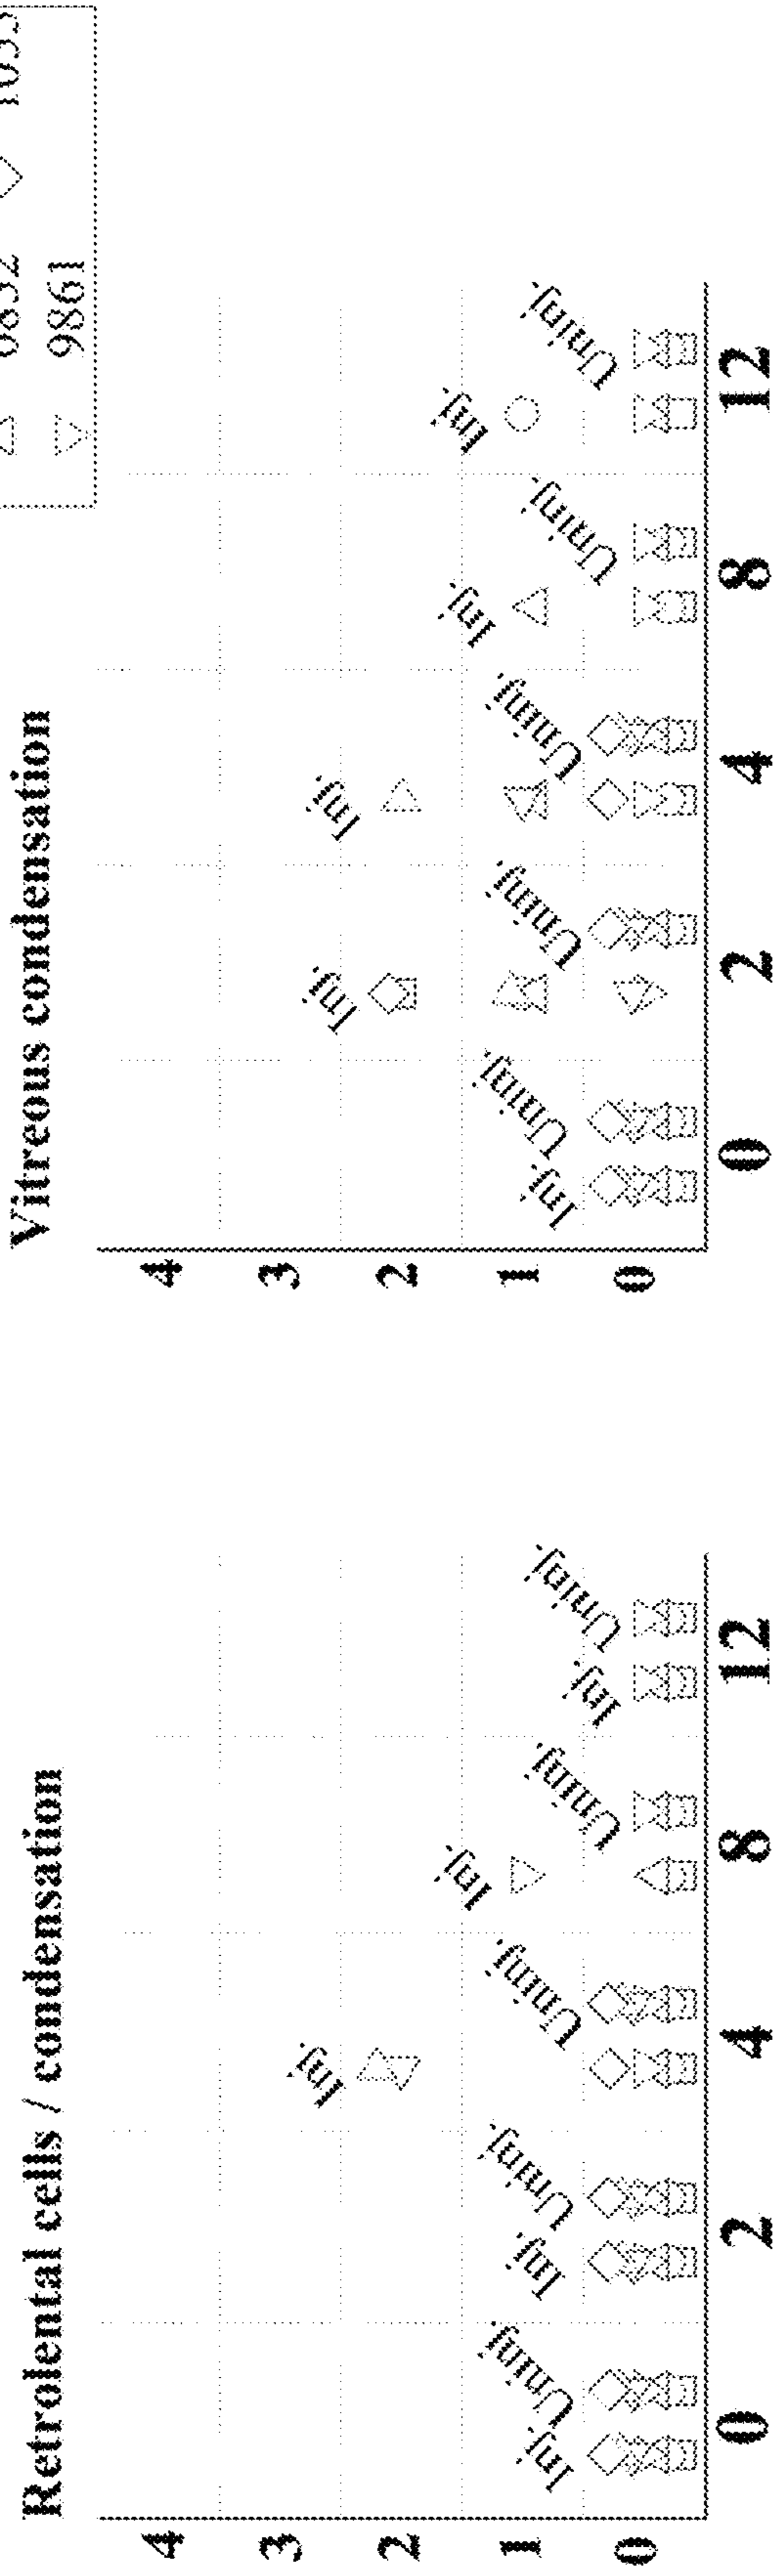 9861
Retrolental cells / condensation
4
3
2
1
0
Inj.
Uninj.
Inj.
Uninj.
Inj.
Uninj.
Inj.
Uninj.
Inj.
Uninj.
0 2 4 8 12
Vitreous condensation
4
3
2
1
0
Inj.
Uninj.
Inj.
Uninj.
Inj.
Uninj.
Inj.
Uninj.
Inj.
Uninj.
0 2 4 8 12